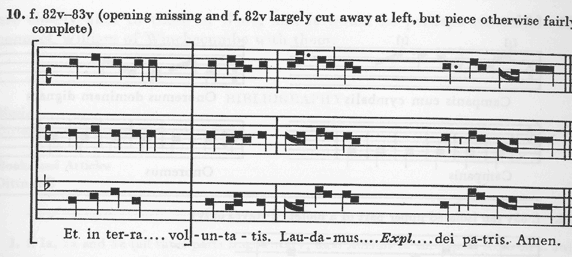 10. f. 82v–83v (opening missing and f. 82v largely cut away at left, but piece otherwise fairly
complete)
Et in ter-ra... vol] -un-ta - tis. Lau-da-mus....Expl....dei pa-tris. Amen.